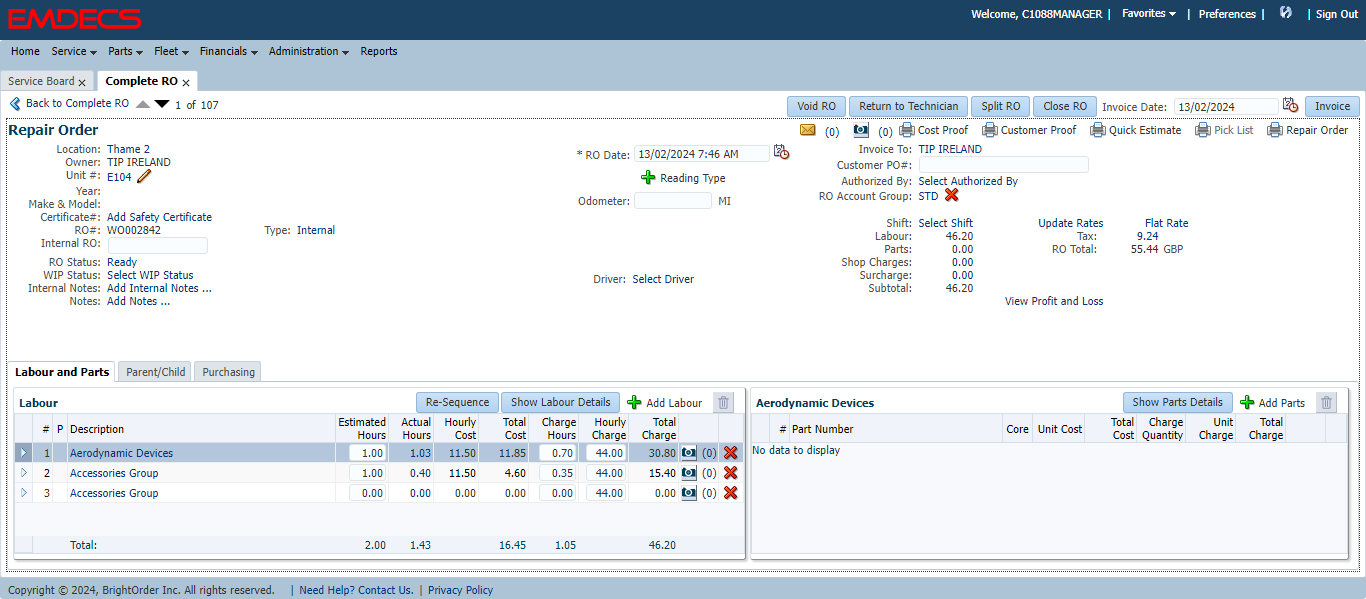 EMDECS
Welcome, C1088MANAGER | Favorites | Preferences | | Sign Out
Home Service Parts Fleet Financials Administration Reports
Service Board x Complete RO x
Back to Complete RO 1 of 107 Void RO Return to Technician Split RO Close RO Invoice Date: 13/02/2024 Invoice
Repair Order (0) (0) Cost Proof Customer Proof Quick Estimate Pick List Repair Order
Location: Thame 2 * RO Date: 13/02/2024 7:46 AM Invoice To: TIP IRELAND
Owner: TIP IRELAND Customer PO#:
Unit #: E104 Reading Type Authorized By: Select Authorized By
Year: RO Account Group: STD
Make & Model: Odometer: MI
Certificate#: Add Safety Certificate Shift: Select Shift Update Rates Flat Rate
RO#: WO002842 Type: Internal Labour: 46.20 Tax: 9.24
Internal RO: Parts: 0.00 RO Total: 55.44 GBP
RO Status: Ready Shop Charges: 0.00
WIP Status: Select WIP Status Driver: Select Driver Surcharge: 0.00
Internal Notes: Add Internal Notes ... Subtotal: 46.20
Notes: Add Notes ... View Profit and Loss
Labour and Parts Parent/Child Purchasing
Labour Re-Sequence Show Labour Details Add Labour
# P Description Estimated Hours Actual Hours Hourly Cost Total Cost Charge Hours Hourly Charge Total Charge
1 Aerodynamic Devices 1.00 1.03 11.50 11.85 0.70 44.00 30.80 (0)
2 Accessories Group 1.00 0.40 11.50 4.60 0.35 44.00 15.40 (0)
3 Accessories Group 0.00 0.00 0.00 0.00 0.00 44.00 0.00 (0)
Total: 2.00 1.43 16.45 1.05 46.20
Aerodynamic Devices Show Parts Details Add Parts
# Part Number Core Unit Cost Total Cost Charge Quantity Unit Charge Total Charge
No data to display
Copyright © 2024, BrightOrder Inc. All rights reserved. | Need Help? Contact Us. | Privacy Policy